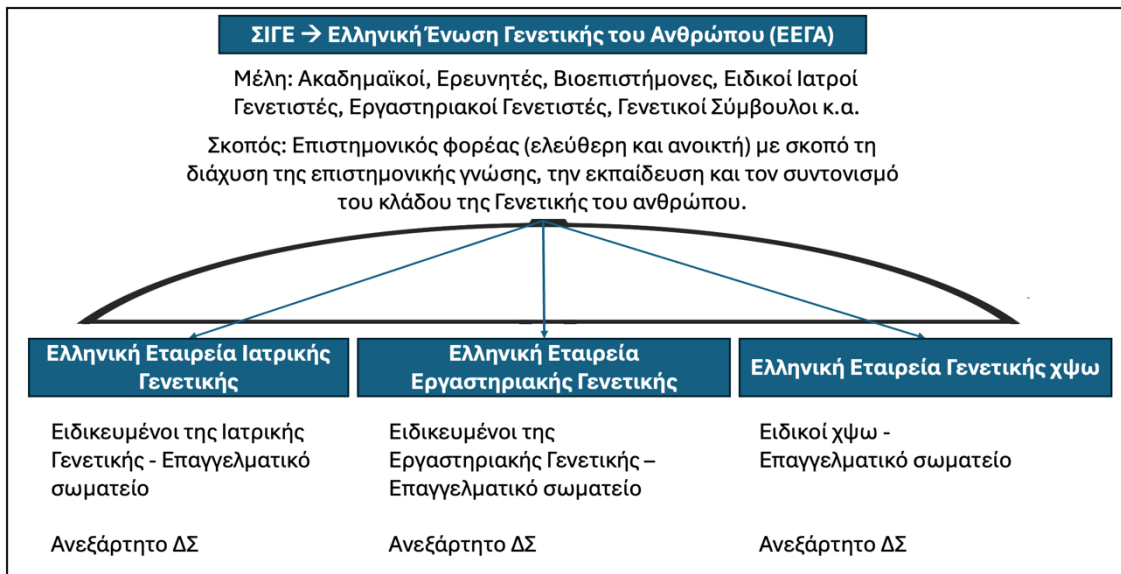 ΣΙΓΕ → Ελληνική Ένωση Γενετικής του Ανθρώπου (ΕΕΓΑ)
Μέλη: Ακαδημαϊκοί, Ερευνητές, Βιοεπιστήμονες, Ειδικοί Ιατροί
Γενετιστές, Εργαστηριακοί Γενετιστές, Γενετικοί Σύμβουλοι κ.α.
Σκοπός: Επιστημονικός φορέας (ελεύθερη και ανοικτή) με σκοπό τη
διάχυση της επιστημονικής γνώσης, την εκπαίδευση και τον συντονισμό
του κλάδου της Γενετικής του ανθρώπου.
Ελληνική Εταιρεία Ιατρικής
Γενετικής
Ειδικευμένοι της Ιατρικής
Γενετικής - Επαγγελματικό
σωματείο
Ανεξάρτητο ΔΣ
Ελληνική Εταιρεία
Εργαστηριακής Γενετικής
Ειδικευμένοι της
Εργαστηριακής Γενετικής –
Επαγγελματικό σωματείο
Ανεξάρτητο ΔΣ
Ελληνική Εταιρεία Γενετικής χψω
Ειδικοί χψω -
Επαγγελματικό σωματείο
Ανεξάρτητο ΔΣ